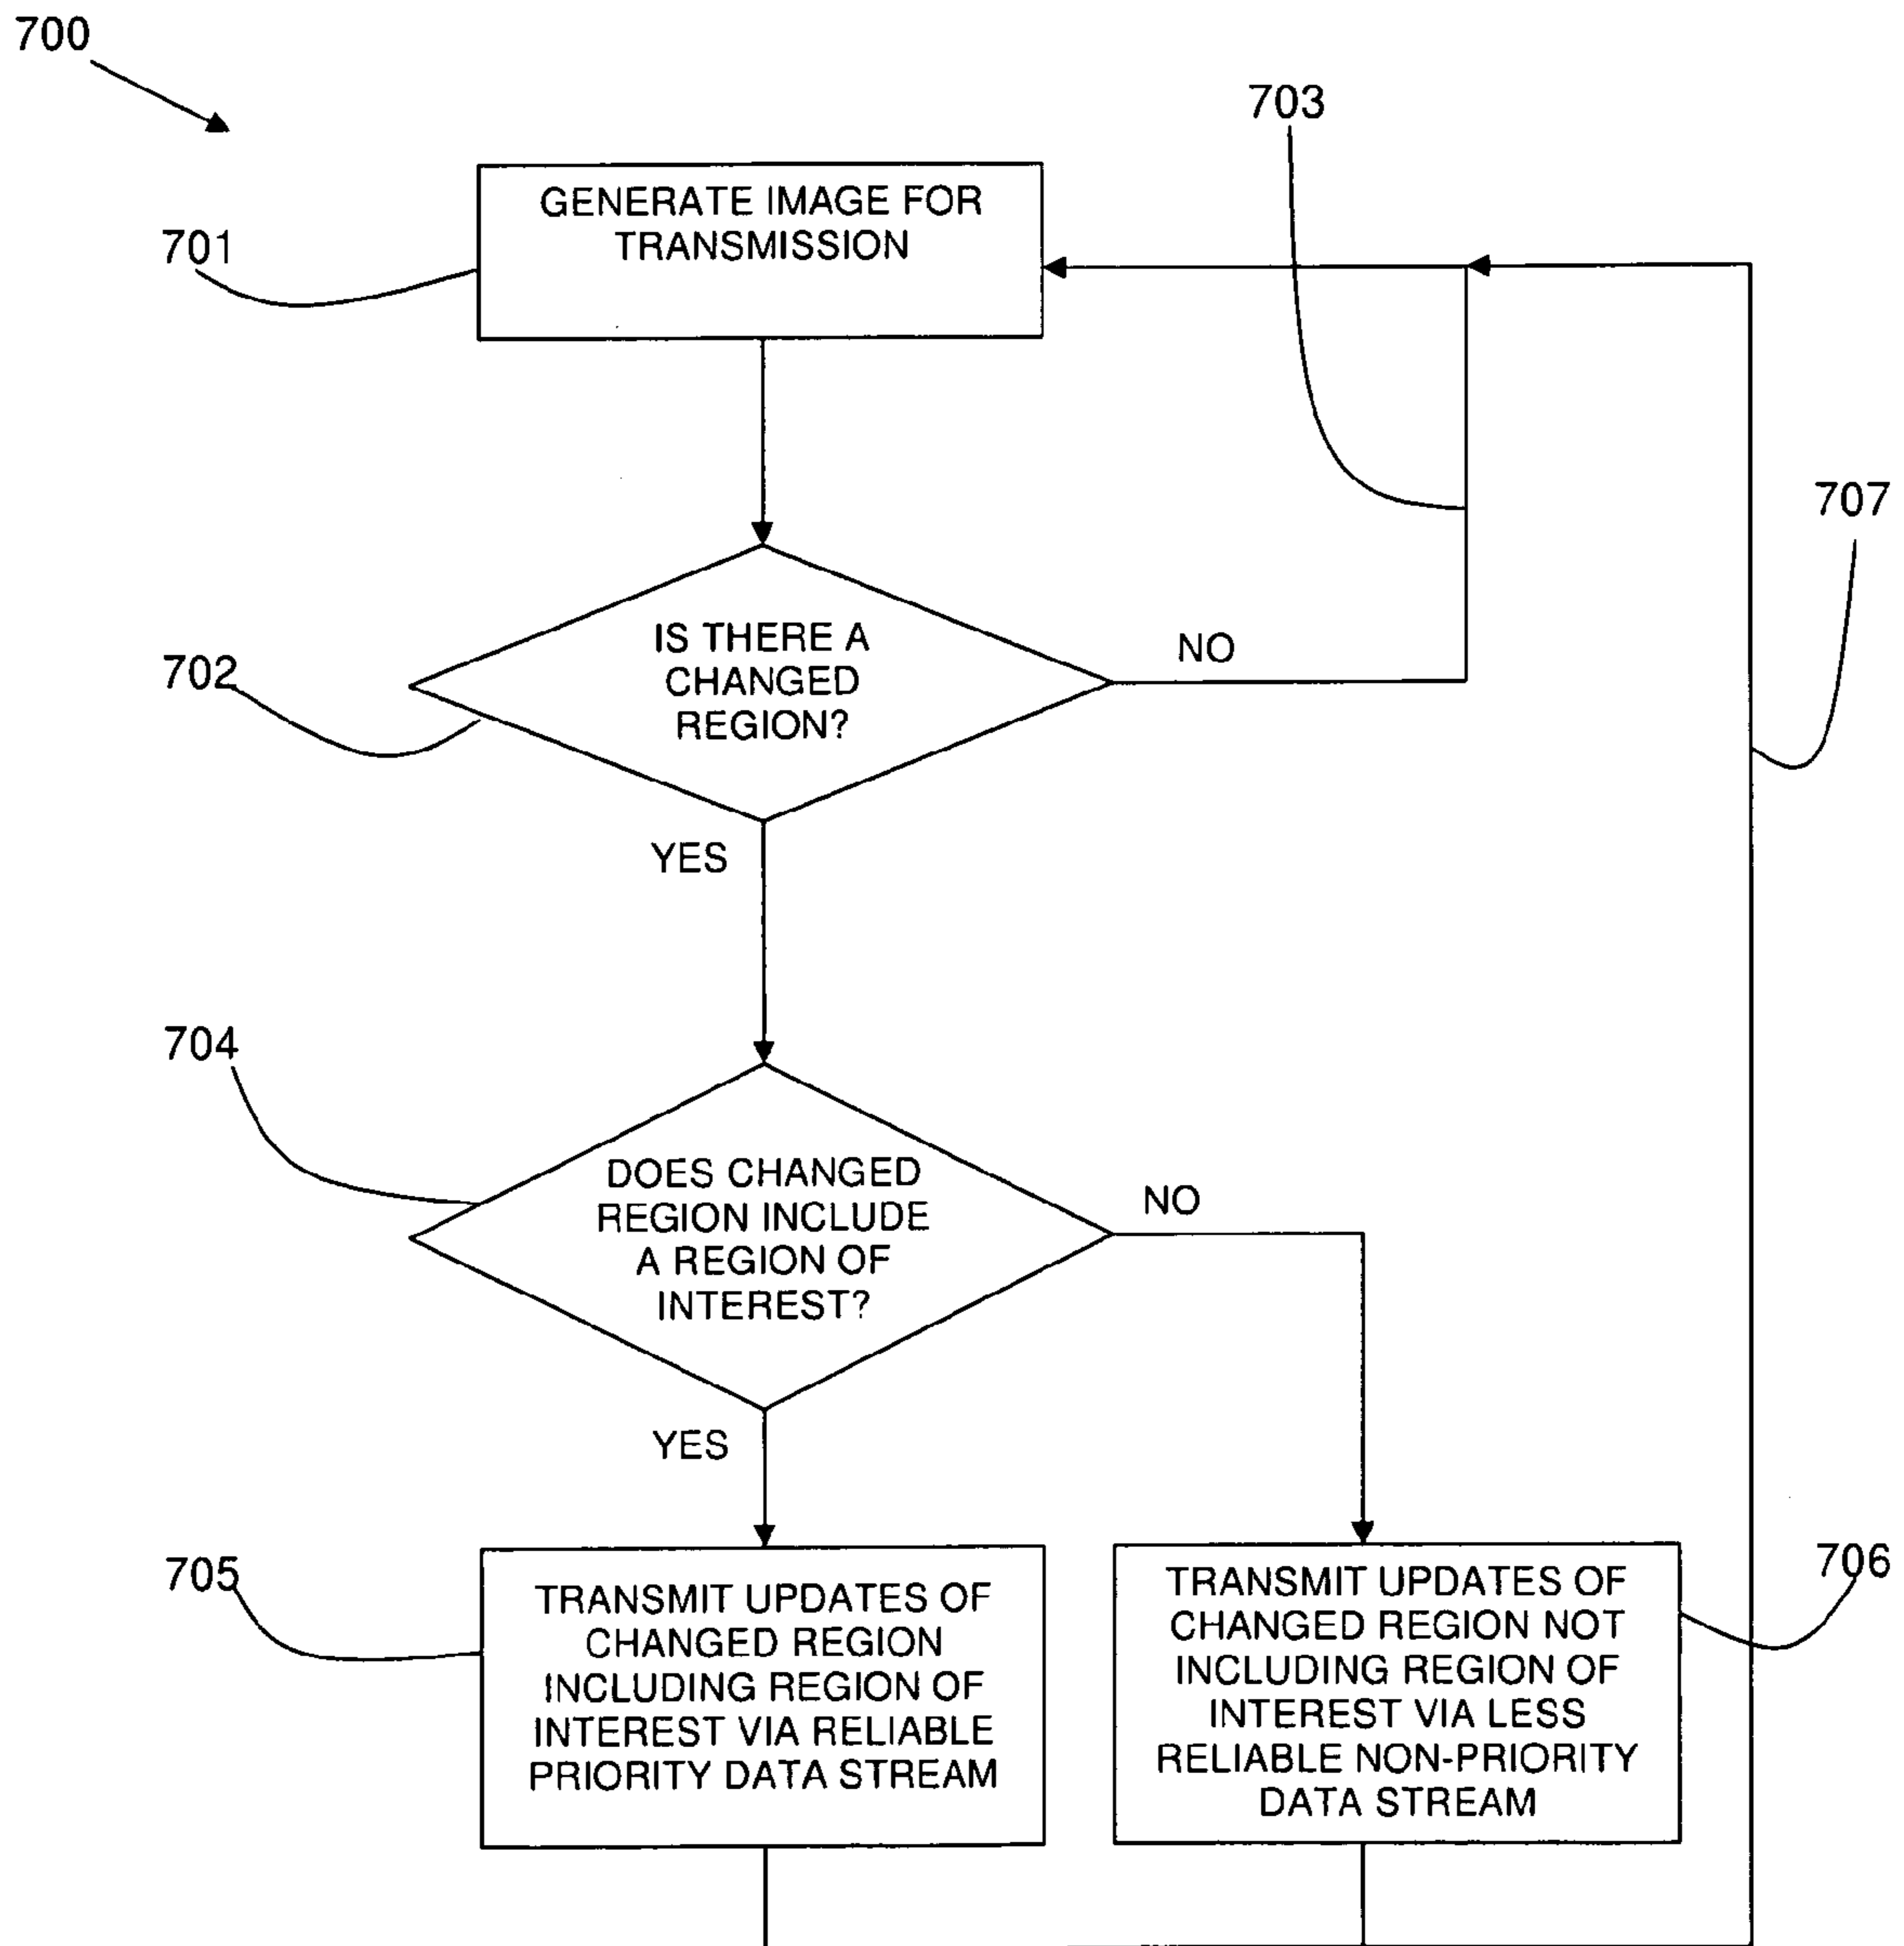 700
703
GENERATE IMAGE FOR
TRANSMISSION
701
707
IS THERE A
CHANGED
REGION?
NO
702
YES
704
DOES CHANGED
REGION INCLUDE
A REGION OF
INTEREST?
NO
YES
705
TRANSMIT UPDATES OF
CHANGED REGION
INCLUDING REGION OF
INTEREST VIA RELIABLE
PRIORITY DATA STREAM
TRANSMIT UPDATES OF
CHANGED REGION NOT
INCLUDING REGION OF
INTEREST VIA LESS
RELIABLE NON-PRIORITY
DATA STREAM
706